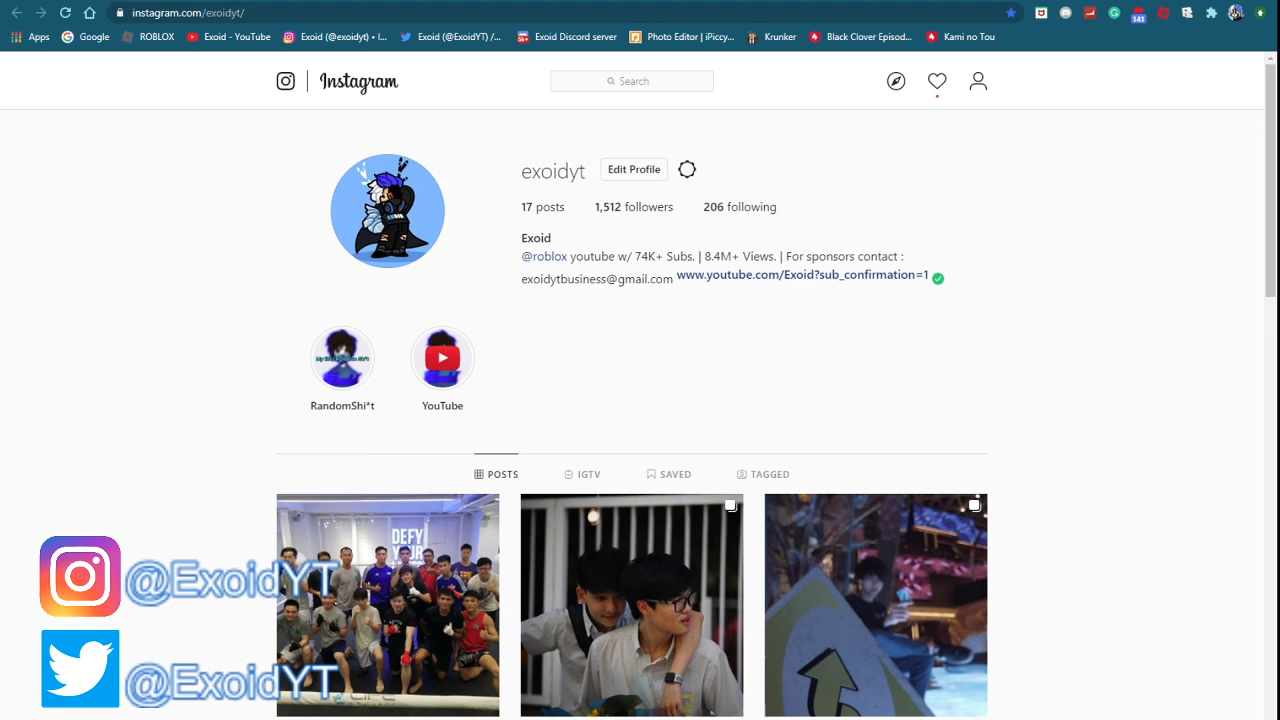 instagram.com/exoidyt/
141
Apps Google ROBLOX Exoid - YouTube Exoid (@exoidyt) • I... Exoid (@ExoidYT) /... Exoid Discord server Photo Editor | iPiccy... Krunker Black Clover Episod... Kami no Tou
Instagram
Search
exoidyt Edit Profile
17 posts 1,512 followers 206 following
Exoid
@roblox youtube w/ 74K+ Subs. | 8.4M+ Views. | For sponsors contact :
exoidytbusiness@gmail.com www.youtube.com/Exoid?sub_confirmation=1
RandomShi*t YouTube
POSTS IGTV SAVED TAGGED
DEFY
YOUR
@ExoidYT
@ExoidYT